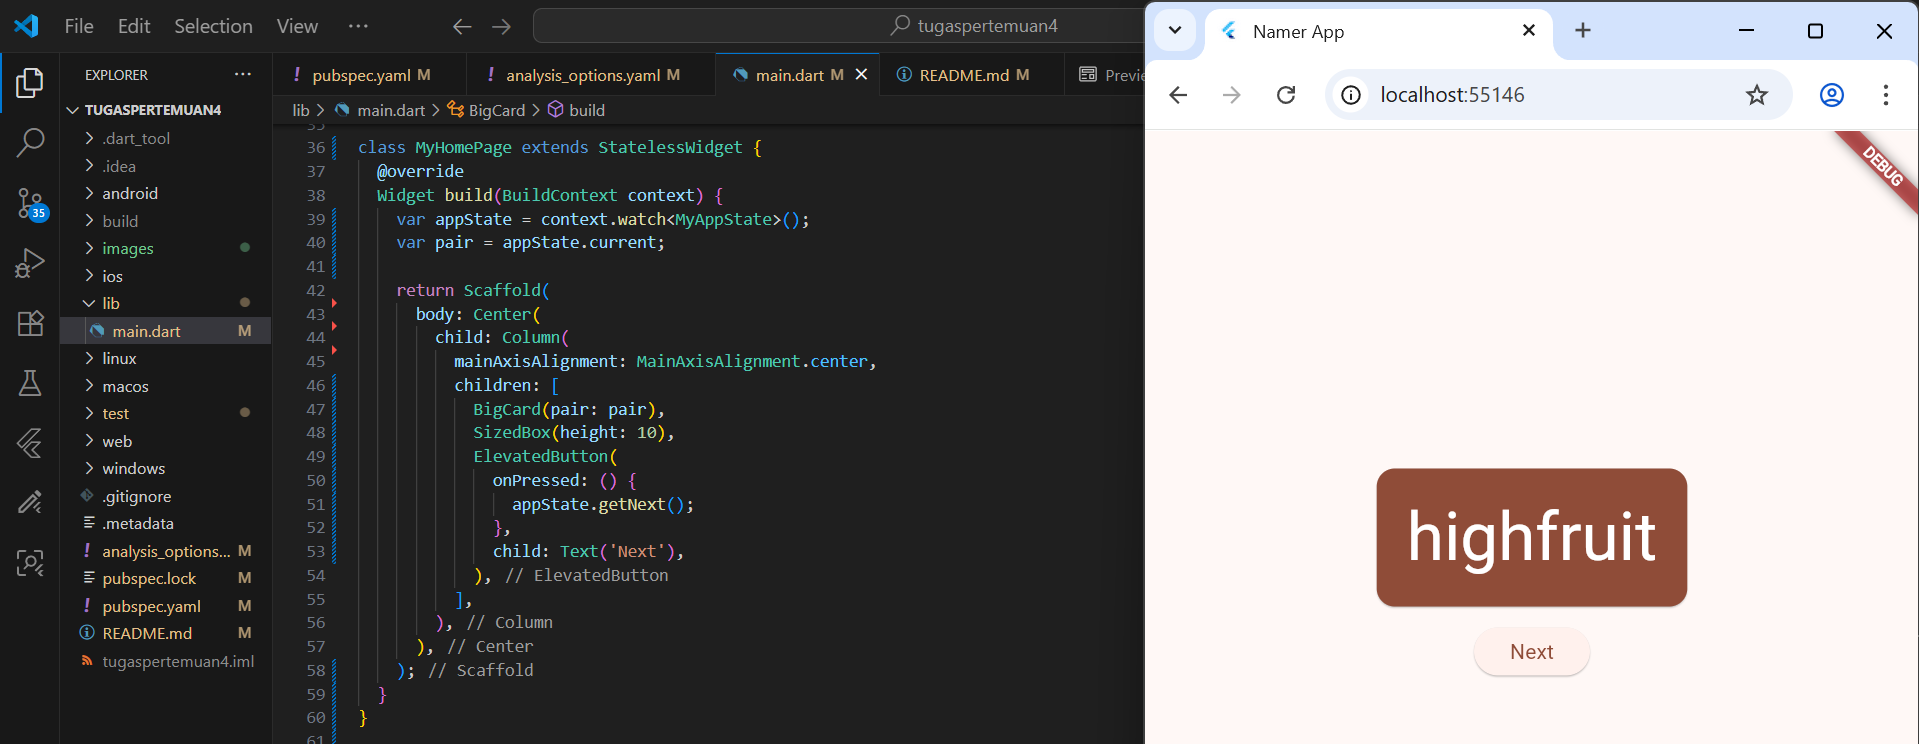 File Edit Selection View ···
tugaspertemuan4
EXPLORER ···
TUGASPERTEMUAN4
.dart_tool
.idea
android
build
images
ios
lib
main.dart M
linux
macos
test
web
windows
.gitignore
.metadata
analysis_options... M
pubspec.lock M
pubspec.yaml M
README.md M
tugaspertemuan4.iml
35
pubspec.yaml M
analysis_options.yaml M
main.dart M
README.md M
Previe
lib > main.dart > BigCard > build
35
36 class MyHomePage extends StatelessWidget {
37 @override
38 Widget build(BuildContext context) {
39 var appState = context.watch<MyAppState>();
40 var pair = appState.current;
41
42 return Scaffold(
43 body: Center(
44 child: Column(
45 mainAxisAlignment: MainAxisAlignment.center,
46 children: [
47 BigCard(pair: pair),
48 SizedBox(height: 10),
49 ElevatedButton(
50 onPressed: () {
51 appState.getNext();
52 },
53 child: Text('Next'),
54 ), // ElevatedButton
55 ],
56 ), // Column
57 ), // Center
58 ); // Scaffold
59 }
60 }
61
Namer App
localhost:55146
DEBUG
highfruit
Next